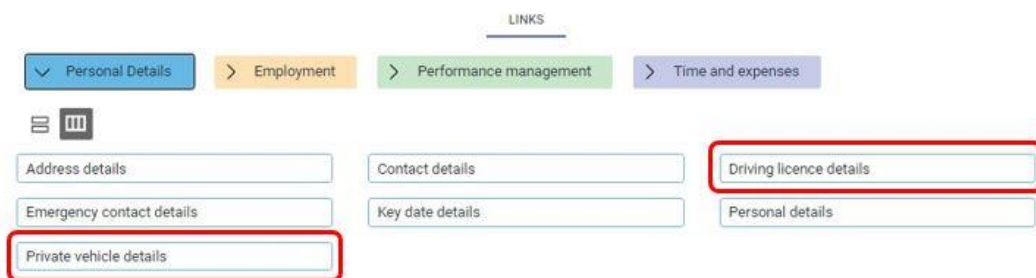 LINKS
Personal Details Employment Performance management Time and expenses
Address details Contact details Driving licence details
Emergency contact details Key date details Personal details
Private vehicle details